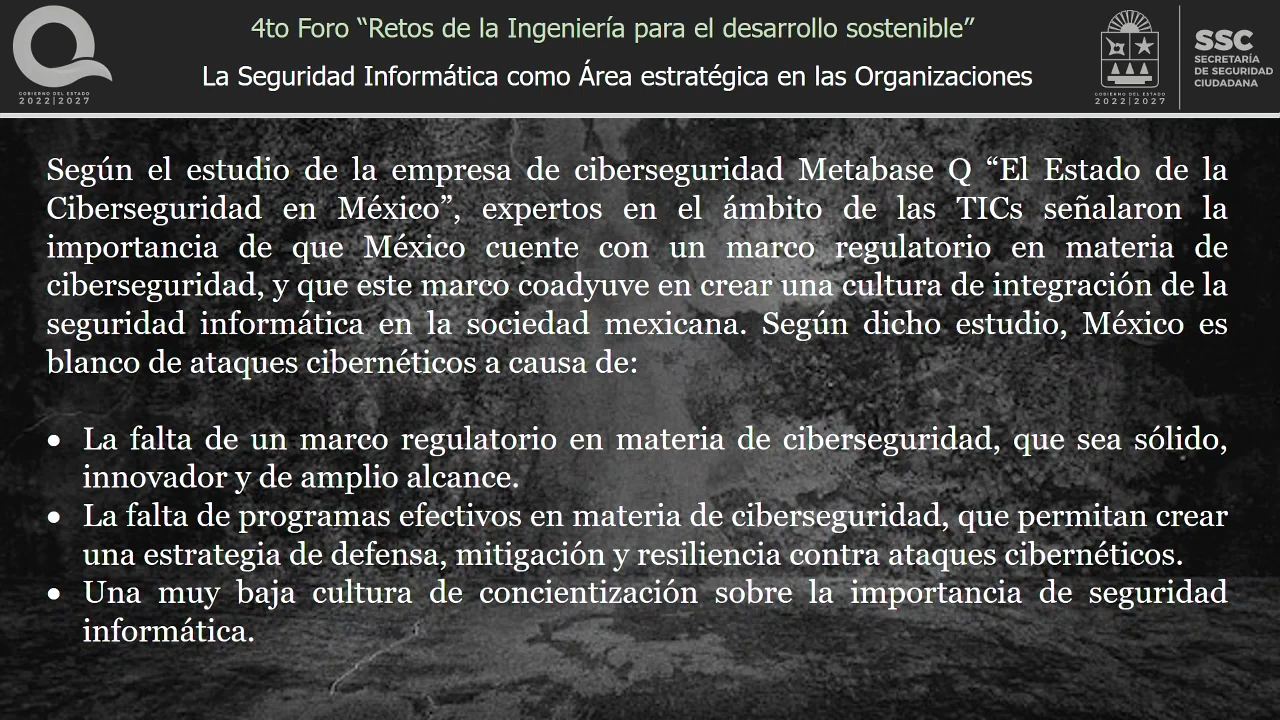 4to Foro “Retos de la Ingeniería para el desarrollo sostenible”
La Seguridad Informática como Área estratégica en las Organizaciones
GOBIERNO DEL ESTADO
2022|2027
GOBIERNO DEL ESTADO
2022|2027
SSC
SECRETARÍA
DE SEGURIDAD
CIUDADANA
Según el estudio de la empresa de ciberseguridad Metabase Q “El Estado de la
Ciberseguridad en México”, expertos en el ámbito de las TICs señalaron la
importancia de que México cuente con un marco regulatorio en materia de
ciberseguridad, y que este marco coadyuve en crear una cultura de integración de la
seguridad informática en la sociedad mexicana. Según dicho estudio, México es
blanco de ataques cibernéticos a causa de:
• La falta de un marco regulatorio en materia de ciberseguridad, que sea sólido,
innovador y de amplio alcance.
• La falta de programas efectivos en materia de ciberseguridad, que permitan crear
una estrategia de defensa, mitigación y resiliencia contra ataques cibernéticos.
• Una muy baja cultura de concientización sobre la importancia de seguridad
informática.